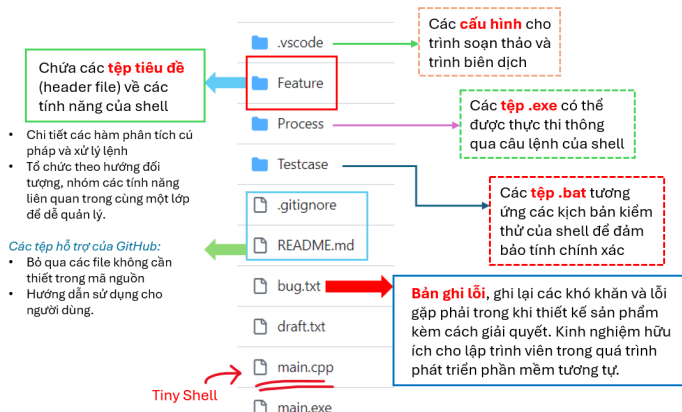 Các cấu hình cho
trình soạn thảo và
trình biên dịch
.vscode
Chứa các tệp tiêu đề
(header file) về các
tính năng của shell
Feature
Các tệp .exe có thể
được thực thi thông
qua câu lệnh của shell
Process
• Chi tiết các hàm phân tích cú
pháp và xử lý lệnh
• Tổ chức theo hướng đối
tượng, nhóm các tính năng
liên quan trong cùng một lớp
để dễ quản lý.
Testcase
Các tệp .bat tương
ứng các kịch bản kiểm
thử của shell để đảm
bảo tính chính xác
.gitignore
README.md
Các tệp hỗ trợ của GitHub:
• Bỏ qua các file không cần
thiết trong mã nguồn
• Hướng dẫn sử dụng cho
người dùng.
bug.txt
Bản ghi lỗi, ghi lại các khó khăn và lỗi
gặp phải trong khi thiết kế sản phẩm
kèm cách giải quyết. Kinh nghiệm hữu
ích cho lập trình viên trong quá trình
phát triển phần mềm tương tự.
draft.txt
main.cpp
Tiny Shell
main.exe